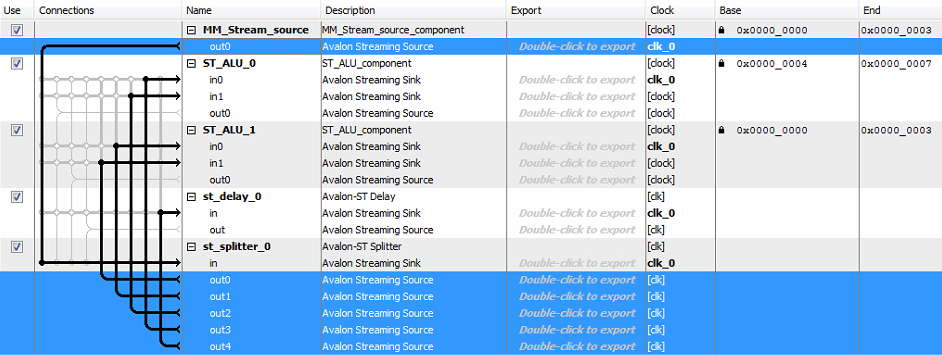 Use Connections Name Description Export Clock Base End
MM_Stream_source MM_Stream_source_component [clock] 0x0000_0000 0x0000_0003
out0 Avalon Streaming Source Double-click to export clk_0
ST_ALU_0 ST_ALU_component [clock] 0x0000_0004 0x0000_0007
in0 Avalon Streaming Sink Double-click to export clk_0
in1 Avalon Streaming Sink Double-click to export [clock]
out0 Avalon Streaming Source Double-click to export [clock]
ST_ALU_1 ST_ALU_component [clock] 0x0000_0000 0x0000_0003
in0 Avalon Streaming Sink Double-click to export clk_0
in1 Avalon Streaming Sink Double-click to export [clock]
out0 Avalon Streaming Source Double-click to export [clock]
st_delay_0 Avalon-ST Delay [clk]
in Avalon Streaming Sink Double-click to export clk_0
out Avalon Streaming Source Double-click to export [clk]
st_splitter_0 Avalon-ST Splitter [clk]
in Avalon Streaming Sink Double-click to export clk_0
out0 Avalon Streaming Source Double-click to export [clk]
out1 Avalon Streaming Source Double-click to export [clk]
out2 Avalon Streaming Source Double-click to export [clk]
out3 Avalon Streaming Source Double-click to export [clk]
out4 Avalon Streaming Source Double-click to export [clk]